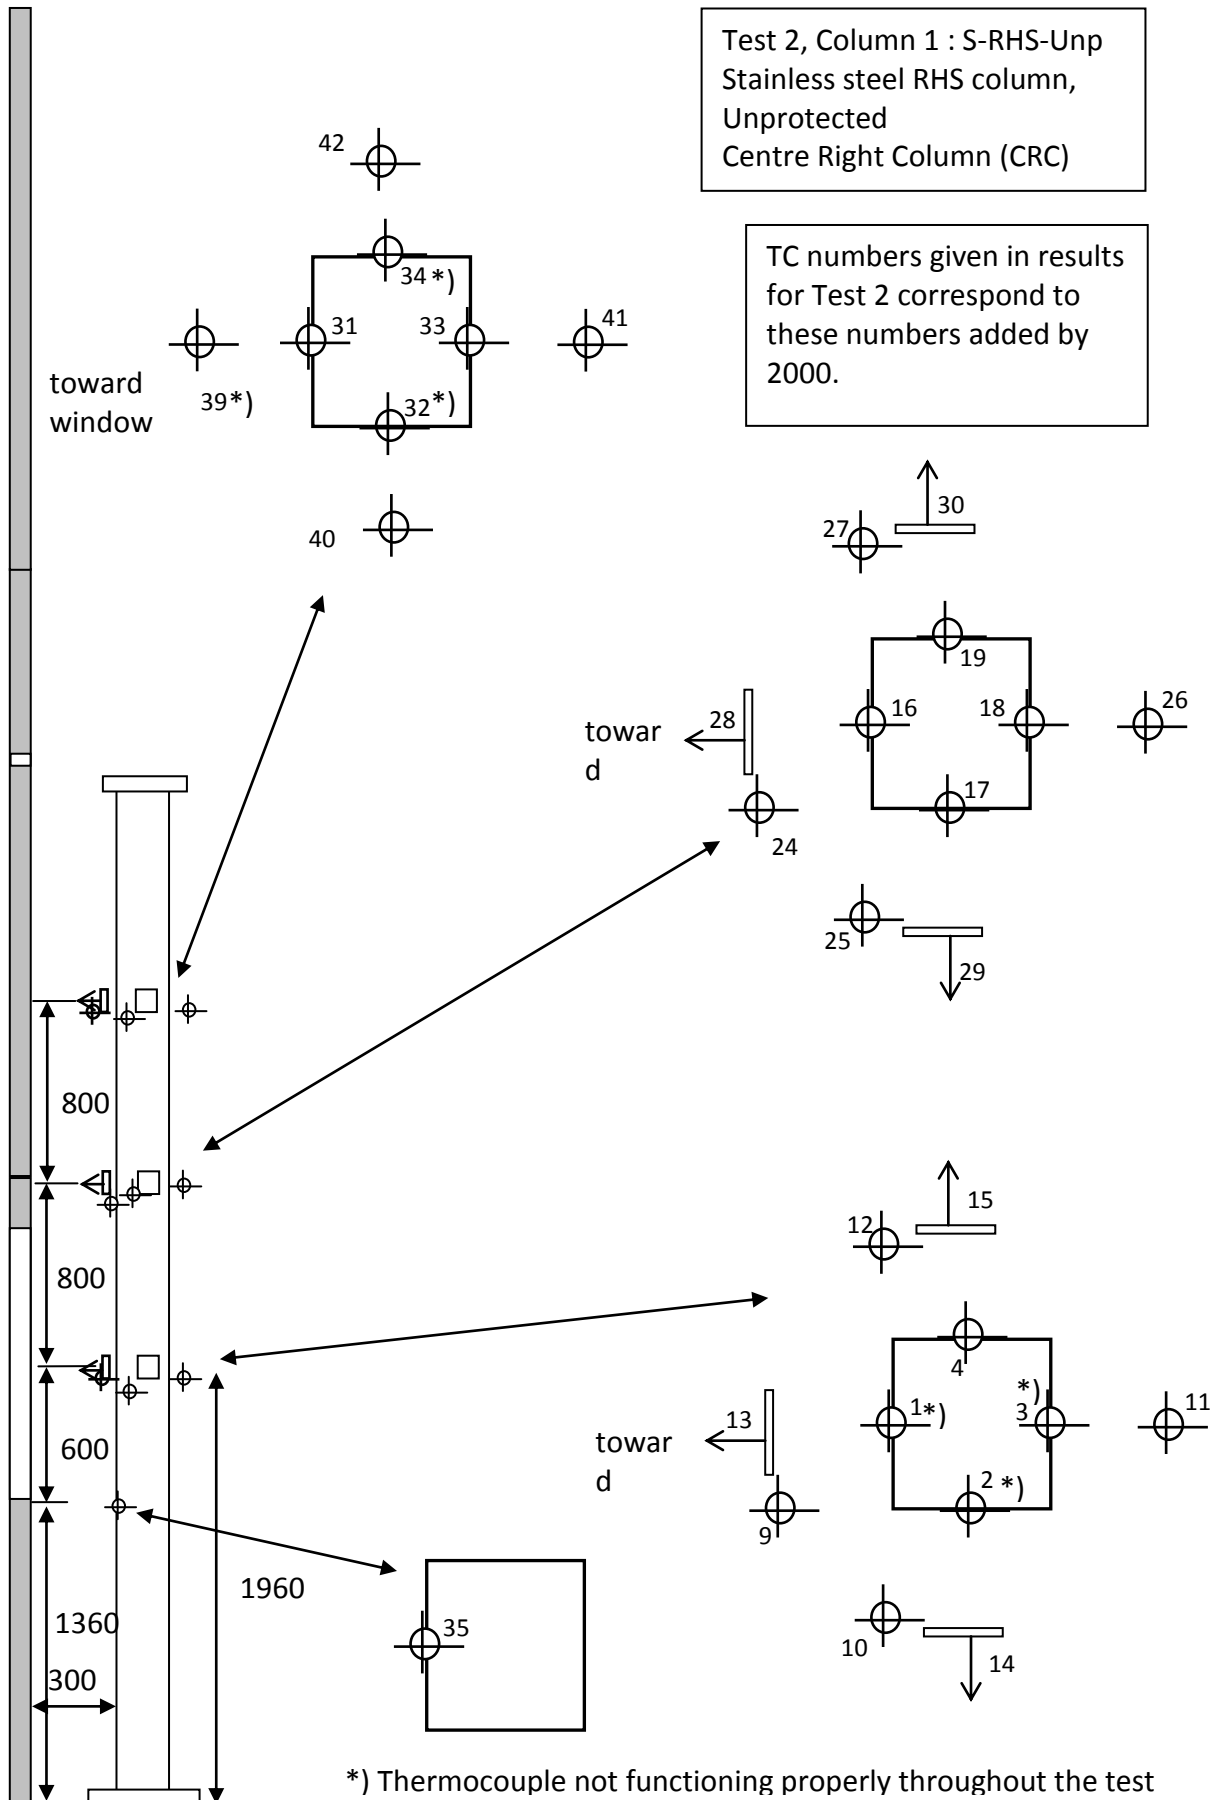 Test 2, Column 1 : S-RHS-Unp
Stainless steel RHS column,
Unprotected
Centre Right Column (CRC)
TC numbers given in results
for Test 2 correspond to
these numbers added by
2000.
42
34 *)
31
33
41
39*)
32*)
40
toward
window
27
30
19
16
18
26
28
towar
d
17
24
25
29
15
12
4
1*)
*)
3
11
13
towar
d
2 *)
9
10
14
800
800
600
1360
300
1960
35
*) Thermocouple not functioning properly throughout the test